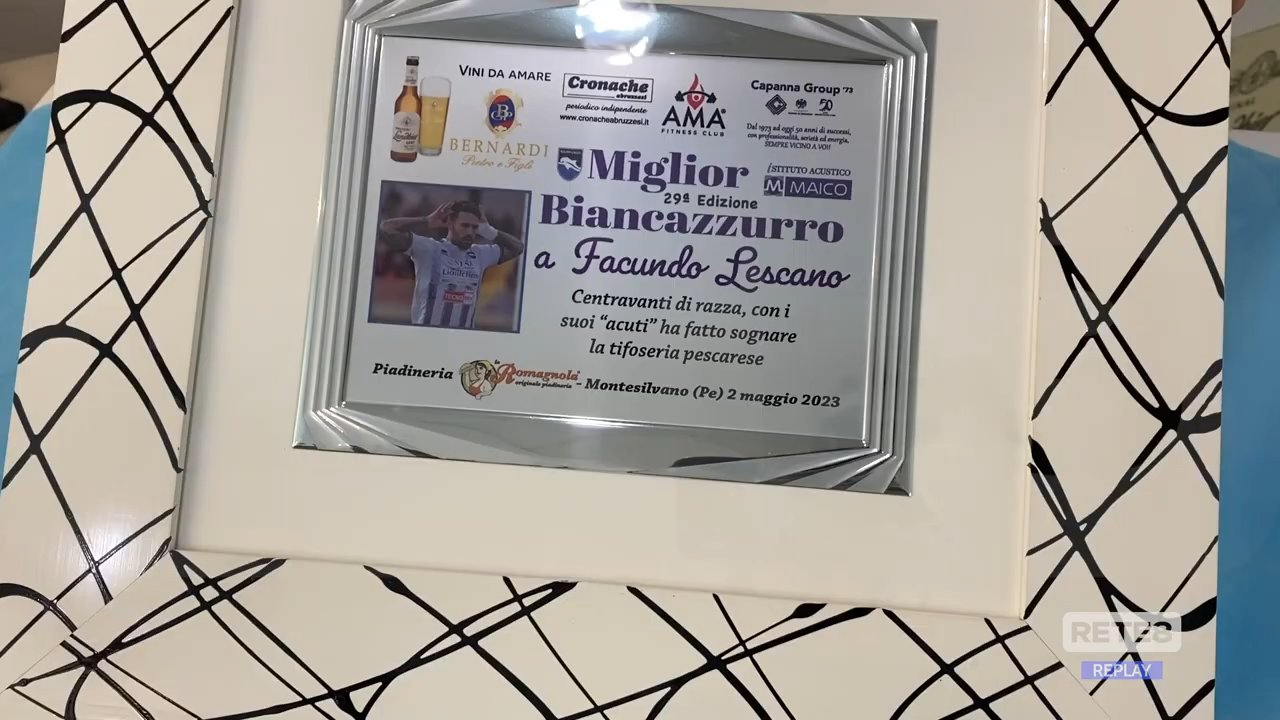 VINI DA AMARE
BERNARDI
Pietro e Figli
Cronache
abruzzesi
periodico indipendente
www.cronacheabruzzesi.it
AMA
FITNESS CLUB
Capanna Group '73
Dal 1973 ad oggi 50 anni di successi,
con professionalità, serietà ed energia,
SEMPRE VICINO A VOI!
Miglior
29ª Edizione
ISTITUTO ACUSTICO
M MAICO
Biancazzurro
a Facundo Lescano
Centravanti di razza, con i
suoi "acuti" ha fatto sognare
la tifoseria pescarese
Piadineria la Romagnola® - Montesilvano (Pe) 2 maggio 2023
originale piadineria
RETE8
REPLAY